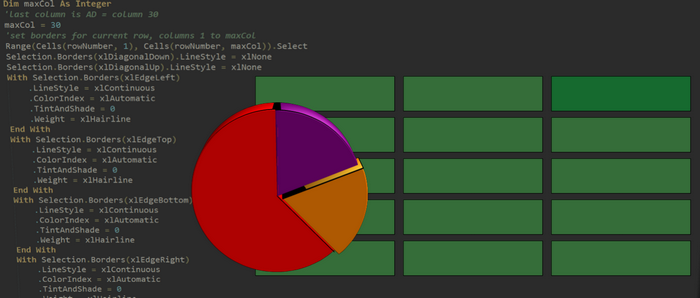 Dim maxCol As Integer
'last column is AD = column 30
maxCol = 30
'set borders for current row, columns 1 to maxCol
Range(Cells(rowNumber, 1), Cells(rowNumber, maxCol)).Select
Selection.Borders(xlDiagonalDown).LineStyle = xlNone
Selection.Borders(xlDiagonalUp).LineStyle = xlNone
With Selection.Borders(xlEdgeLeft)
.LineStyle = xlContinuous
.ColorIndex = xlAutomatic
.TintAndShade = 0
.Weight = xlHairline
End With
With Selection.Borders(xlEdgeTop)
.LineStyle = xlContinuous
.ColorIndex = xlAutomatic
.TintAndShade = 0
.Weight = xlHairline
End With
With Selection.Borders(xlEdgeBottom)
.LineStyle = xlContinuous
.ColorIndex = xlAutomatic
.TintAndShade = 0
.Weight = xlHairline
End With
With Selection.Borders(xlEdgeRight)
.LineStyle = xlContinuous
.ColorIndex = xlAutomatic
.TintAndShade = 0